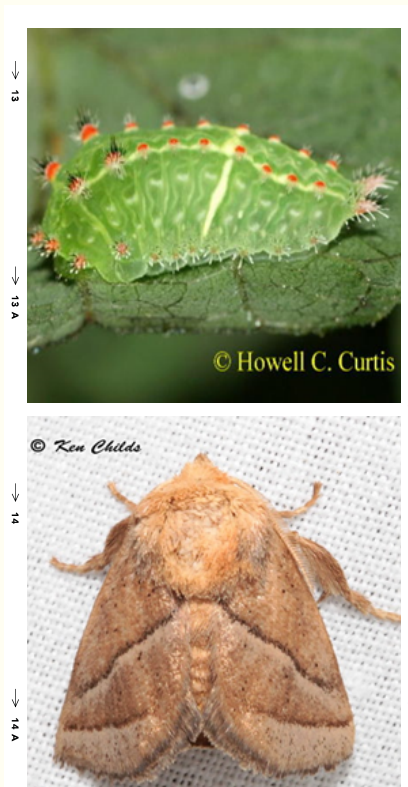 → 13
→ 13 A
© Howell C. Curtis
© Ken Childs
→ 14
→ 14 A